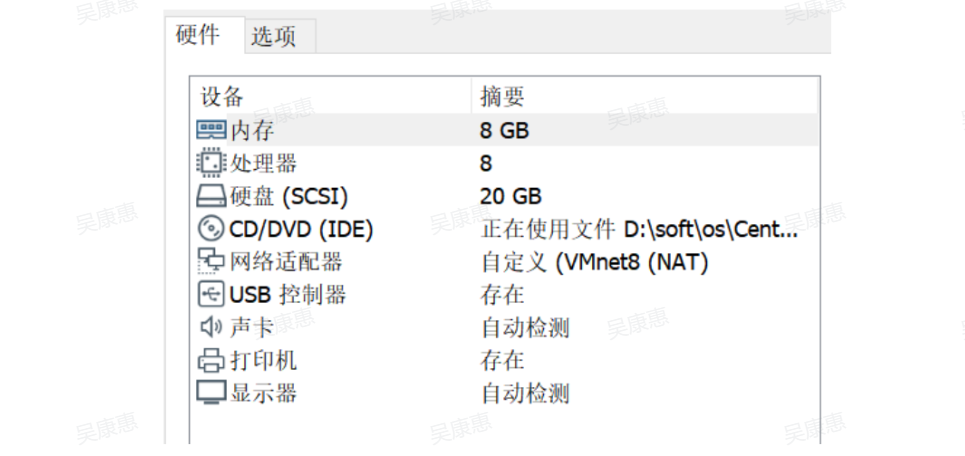 硬件 选项
设备 摘要
内存 8 GB
处理器 8
硬盘 (SCSI) 20 GB
CD/DVD (IDE) 正在使用文件 D:\soft\os\Cent...
网络适配器 自定义 (VMnet8 (NAT)
USB 控制器 存在
声卡 自动检测
打印机 存在
显示器 自动检测
吴康惠
吴康惠
吴康惠
吴康惠
吴康惠
吴康惠
吴康惠
吴康惠
吴康惠
吴康惠
吴康惠
吴康惠